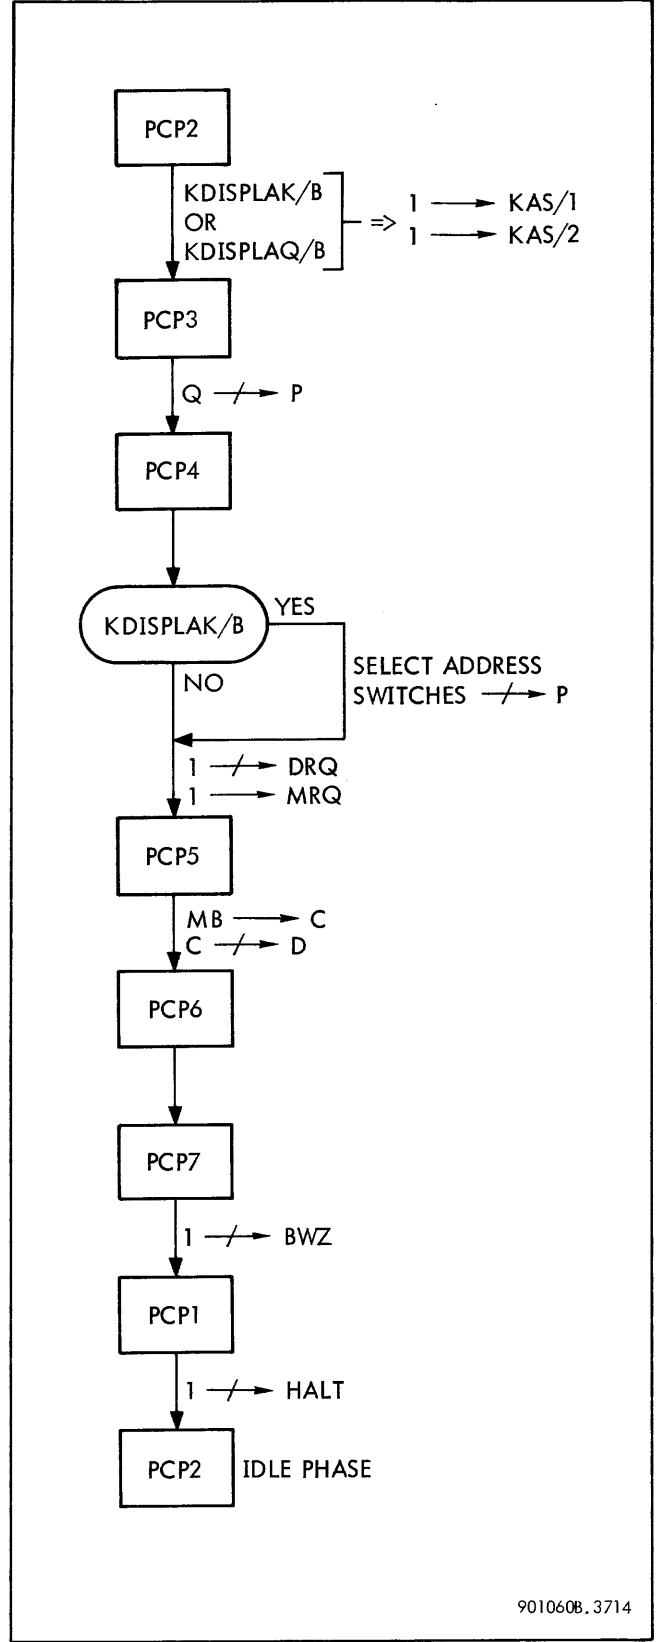 PCP2
KDISPLAK/B
OR
KDISPLAQ/B
=> 1 → KAS/1
1 → KAS/2
PCP3
Q ↛ P
PCP4
KDISPLAK/B
YES
NO
SELECT ADDRESS
SWITCHES ↛ P
1 ↛ DRQ
1 → MRQ
PCP5
MB → C
C ↛ D
PCP6
PCP7
1 ↛ BWZ
PCP1
1 ↛ HALT
PCP2 IDLE PHASE
901060B.3714